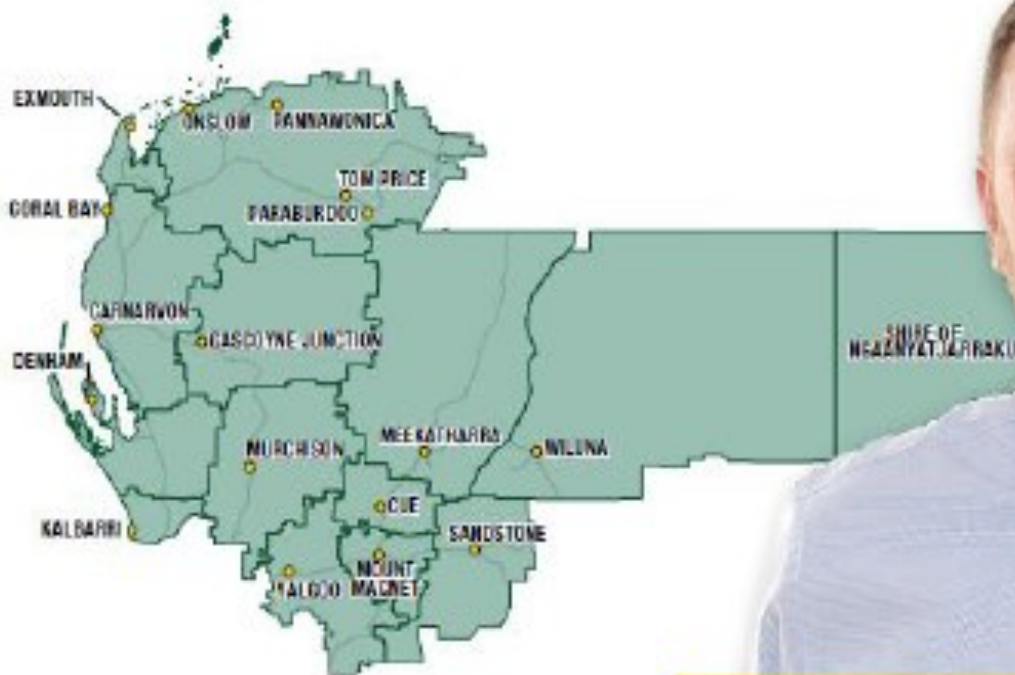 EXMOUTH
ONSLOW
PANNAWONICA
TOM PRICE
CORAL BAY
PARABURDOO
CARNARVON
GASCOYNE JUNCTION
SHIRE OF
NGAANYATJARRAKU
DENHAM
MEEKATHARRA
MURCHISON
WILUNA
CUE
KALBARRI
SANDSTONE
MOUNT
MAGNET
YALGOO